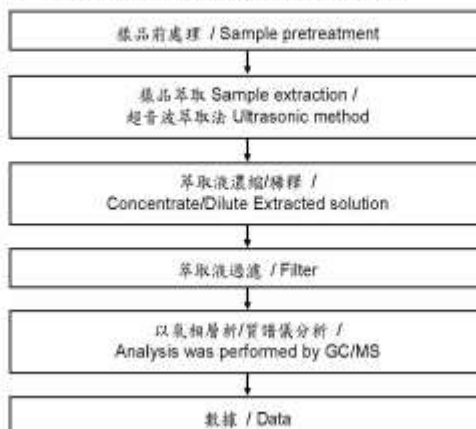 樣品前處理 / Sample pretreatment
樣品萃取 Sample extraction /
超音波萃取法 Ultrasonic method
萃取液濃縮/稀釋 /
Concentrate/Dilute Extracted solution
萃取液過濾 / Filter
以氣相層析/質譜儀分析 /
Analysis was performed by GC/MS
數據 / Data